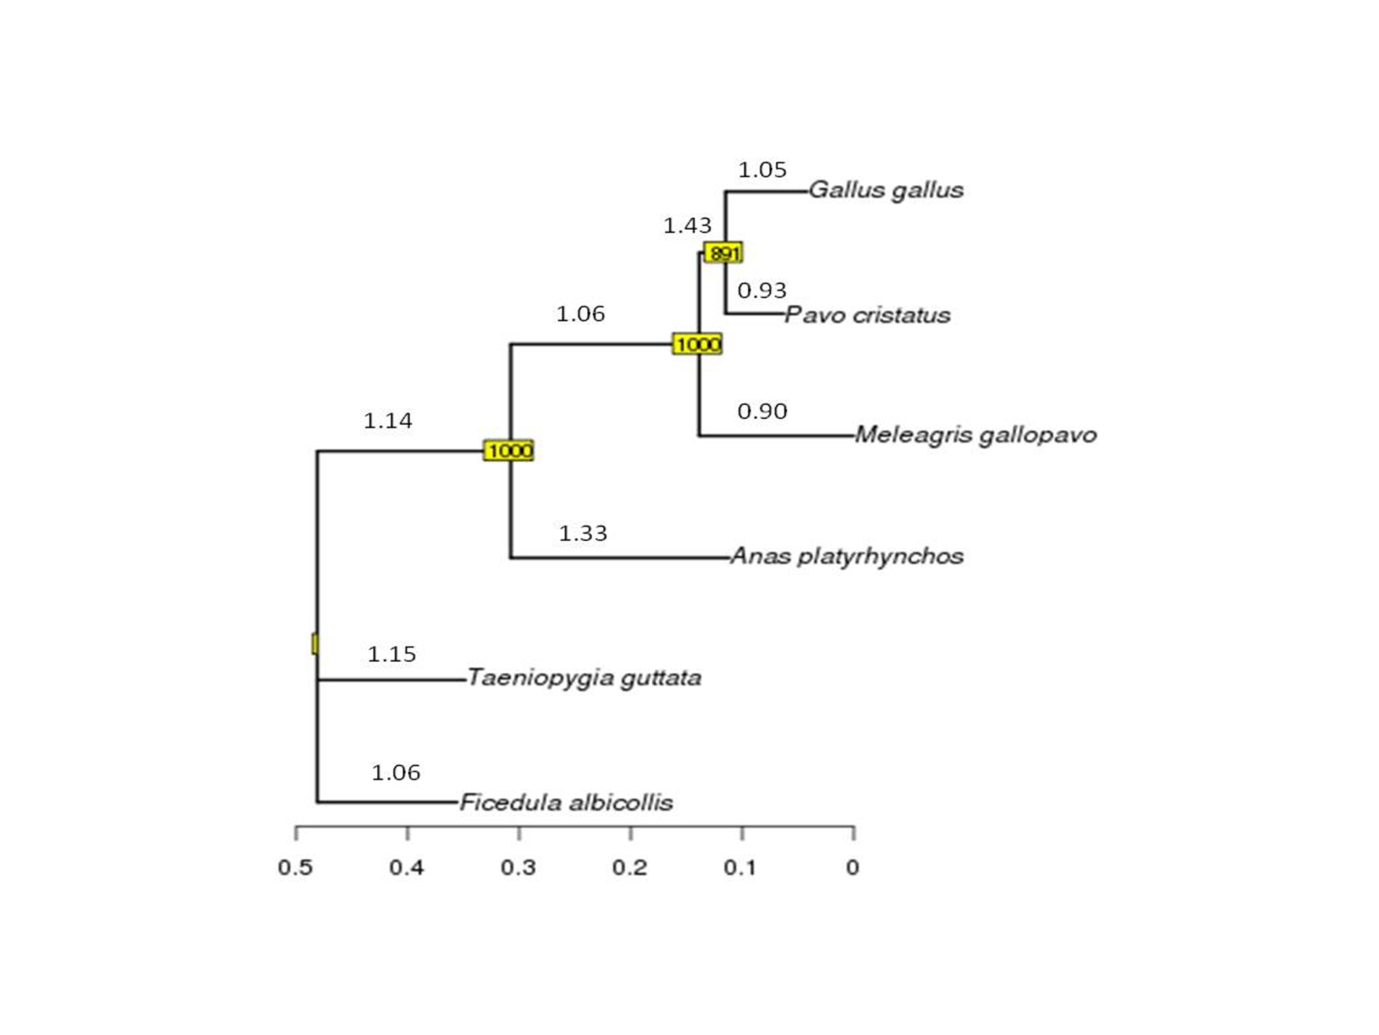 1.05
Gallus gallus
1.43
891
0.93
Pavo cristatus
1.06
1000
0.90
Meleagris gallopavo
1.14
1000
1.33
Anas platyrhynchos
1.15
Taeniopygia guttata
1.06
Ficedula albicollis
0.5 0.4 0.3 0.2 0.1 0